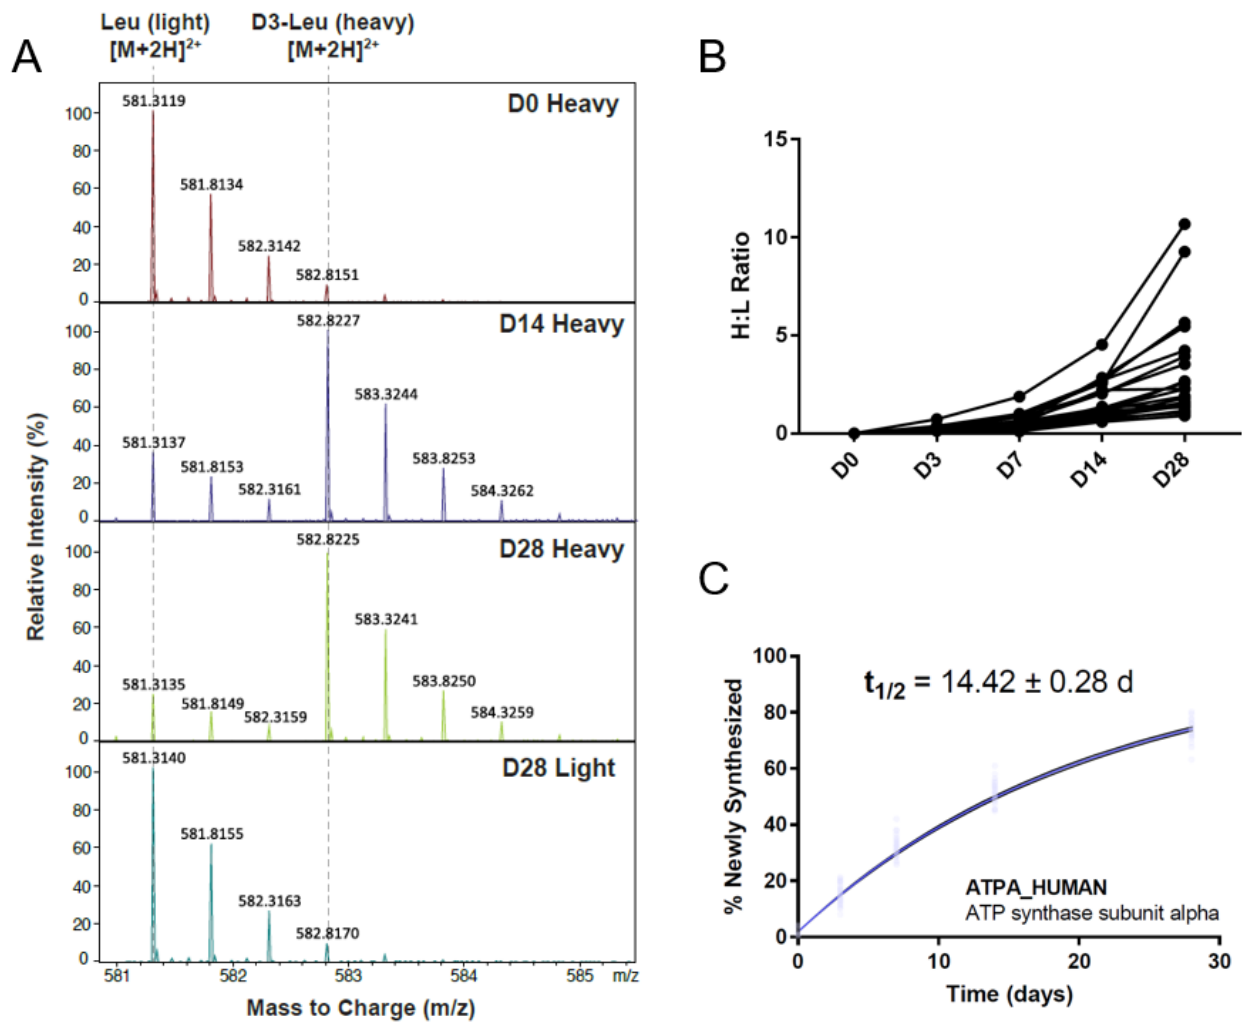 A
Leu (light)
[M+2H]²⁺
D3-Leu (heavy)
[M+2H]²⁺
D0 Heavy
581.3119
581.8134
582.3142
582.8151
100
80
60
40
20
0
D14 Heavy
582.8227
583.3244
581.3137
581.8153
582.3161
583.8253
584.3262
100
80
60
40
20
0
D28 Heavy
582.8225
583.3241
581.3135
581.8149
582.3159
583.8250
584.3259
100
80
60
40
20
0
D28 Light
581.3140
581.8155
582.3163
582.8170
100
80
60
40
20
0
581 582 583 584 585 m/z
Relative Intensity (%)
Mass to Charge (m/z)
B
15
10
5
0
H:L Ratio
D0 D3 D7 D14 D28
C
100
80
60
40
20
0
% Newly Synthesized
t1/2 = 14.42 ± 0.28 d
ATPA_HUMAN
ATP synthase subunit alpha
0 10 20 30
Time (days)